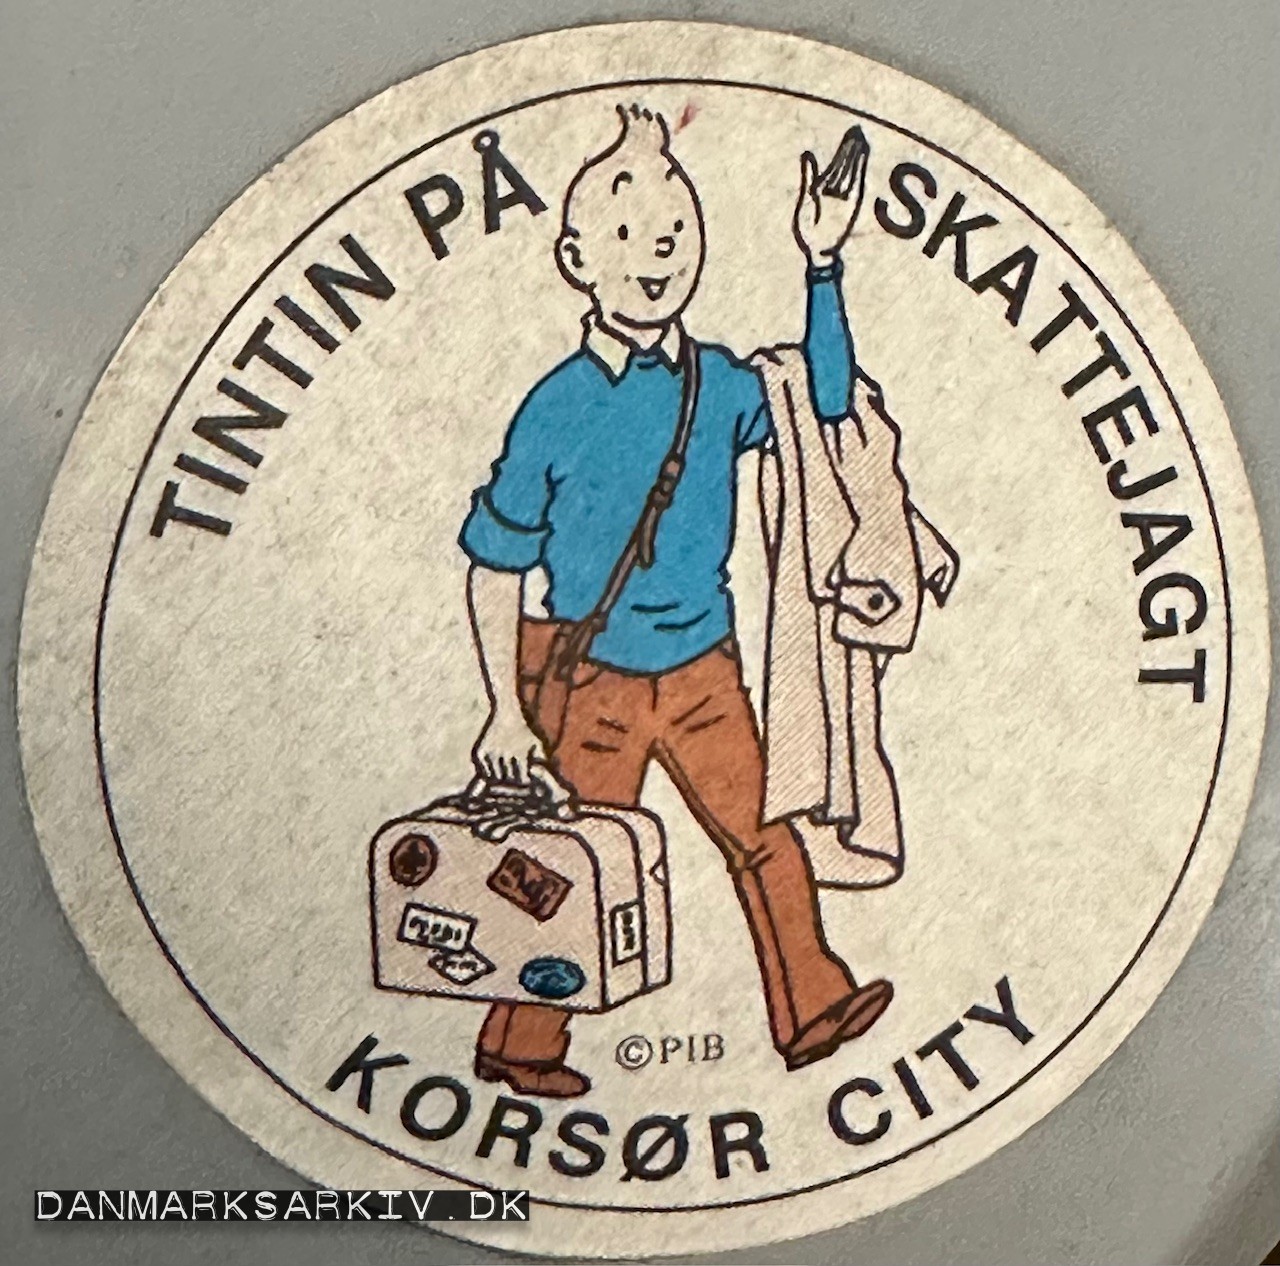 TINTIN PÅ SKATTEJAGT
©PIB
KORSØR CITY
DANMARKSARKIV.DK